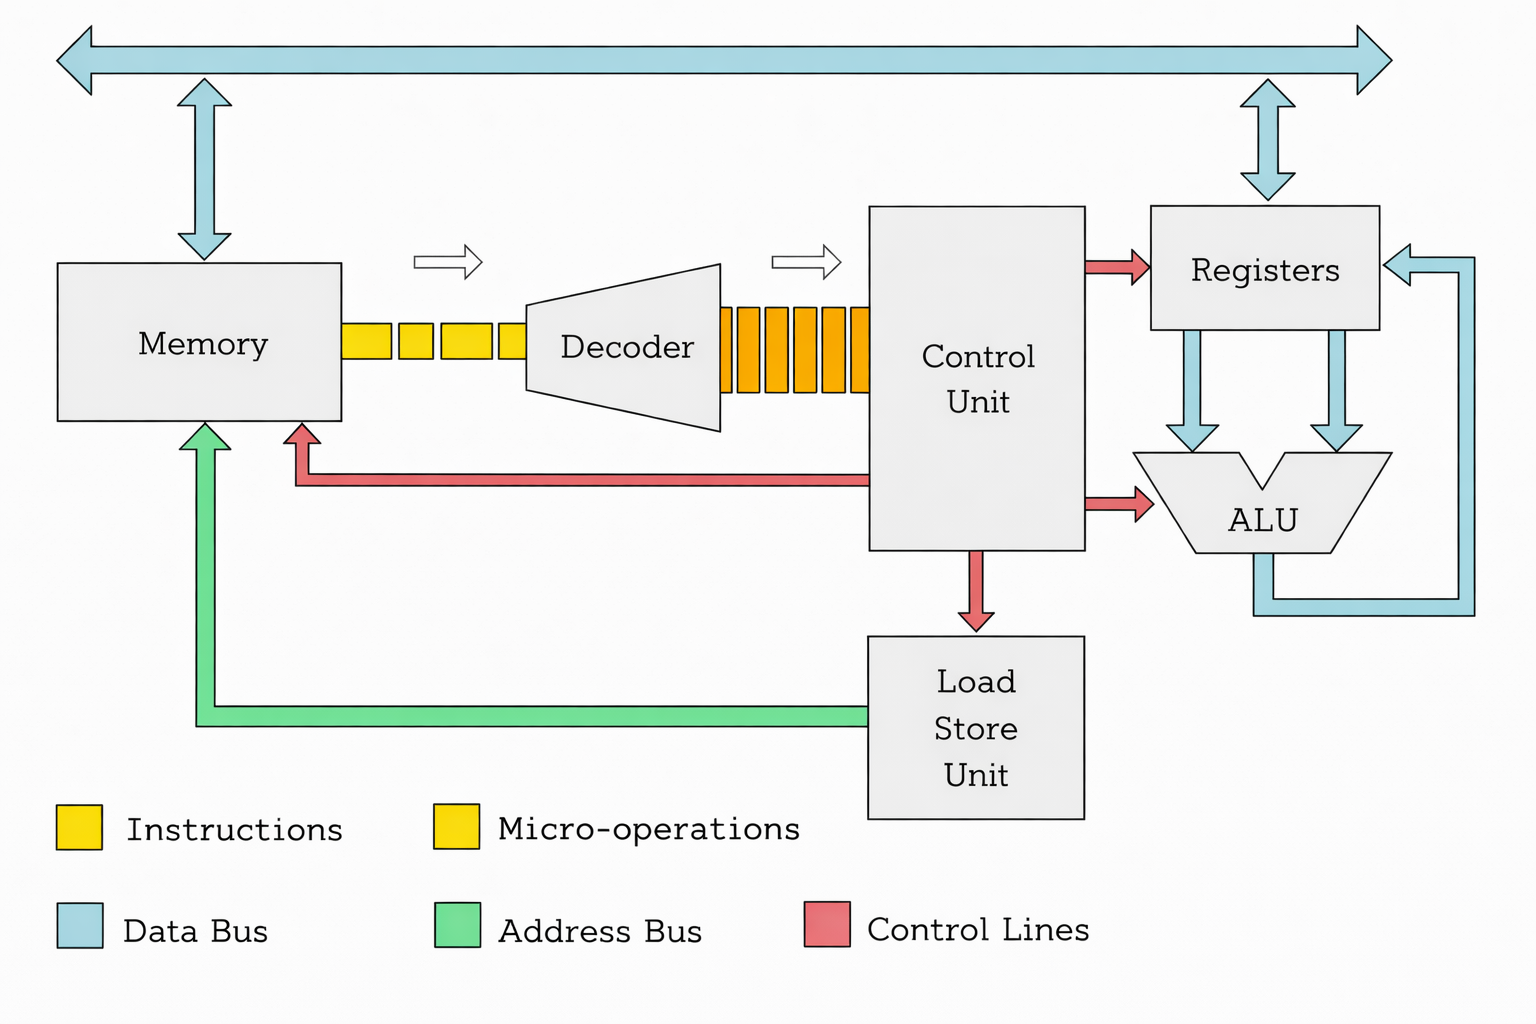 Memory
Decoder
Control
Unit
Registers
ALU
Load
Store
Unit
Instructions
Micro-operations
Data Bus
Address Bus
Control Lines